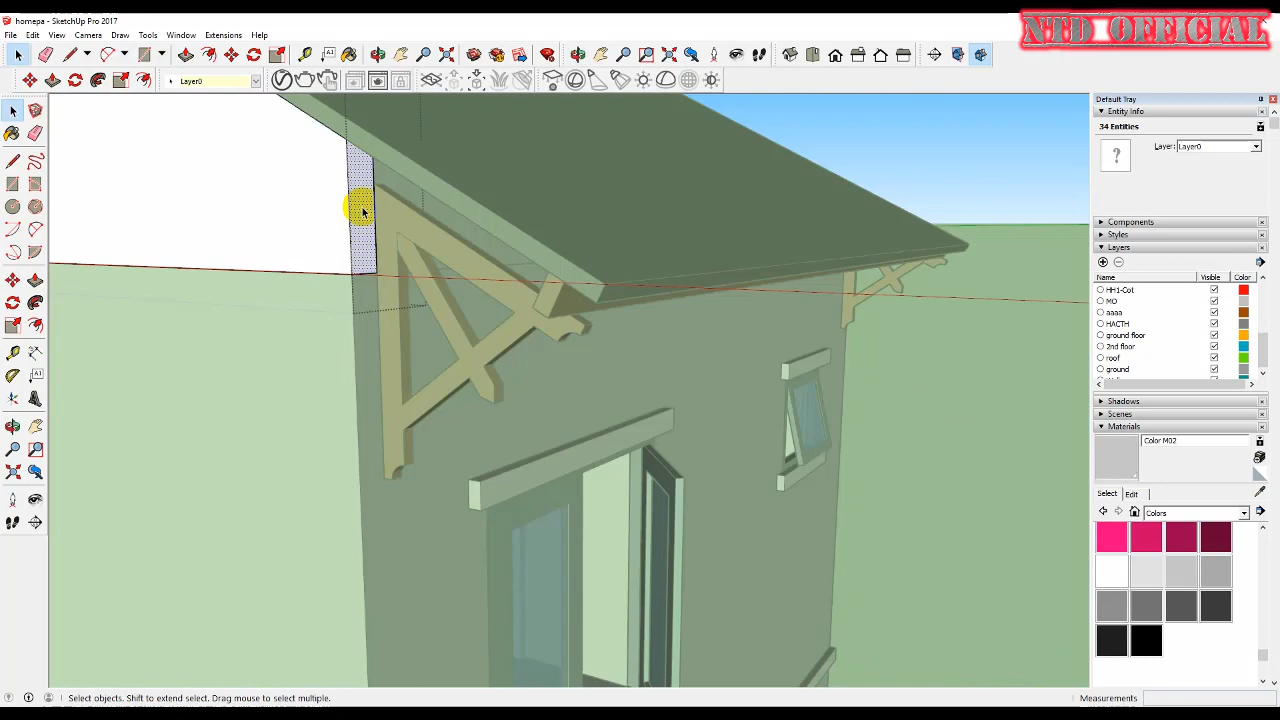 homepa - SketchUp Pro 2017
NTD_OFFICIAL
File Edit View Camera Draw Tools Window Extensions Help
Layer0
Default Tray
Entity Info
34 Entities
Layer: Layer0
Components
Styles
Layers
Name Visible Color
HH1-Cot
MO
aaaa
HACTH
ground floor
2nd floor
roof
ground
Shadows
Scenes
Materials
Color M02
Select Edit
Colors
Select objects. Shift to extend select. Drag mouse to select multiple.
Measurements